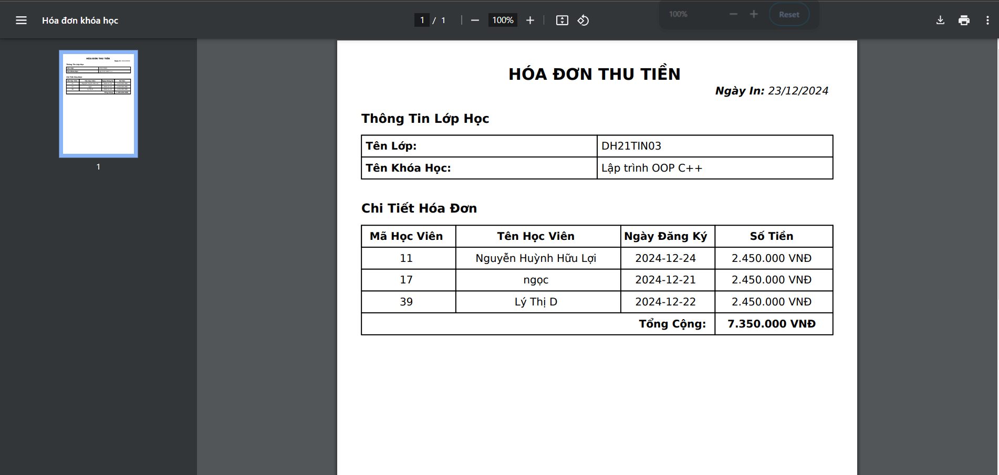 Hóa đơn khóa học
1 / 1
100%
100%
Reset
1
HÓA ĐƠN THU TIỀN
Ngày In: 23/12/2024
Thông Tin Lớp Học
Tên Lớp: DH21TIN03
Tên Khóa Học: Lập trình OOP C++
Chi Tiết Hóa Đơn
Mã Học Viên Tên Học Viên Ngày Đăng Ký Số Tiền
11 Nguyễn Huỳnh Hữu Lợi 2024-12-24 2.450.000 VNĐ
17 ngọc 2024-12-21 2.450.000 VNĐ
39 Lý Thị D 2024-12-22 2.450.000 VNĐ
Tổng Cộng: 7.350.000 VNĐ